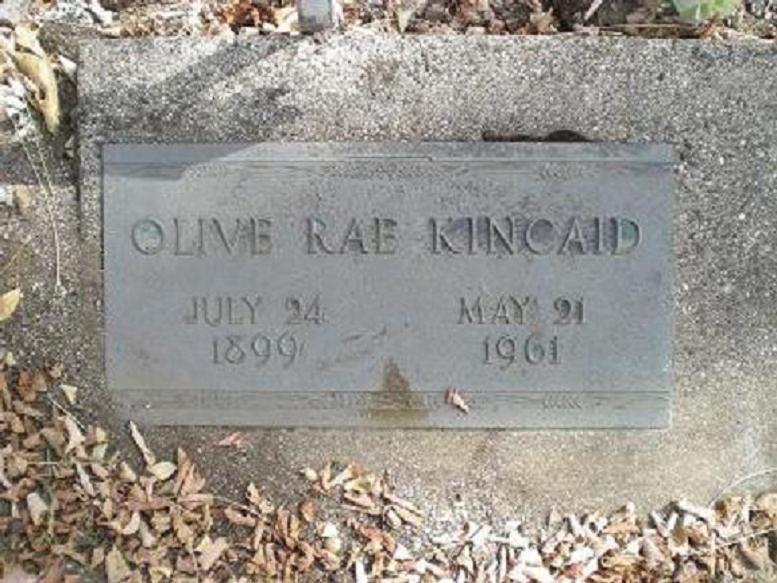 OLIVE RAE KINCAID
JULY 24 MAY 21
1899 1961